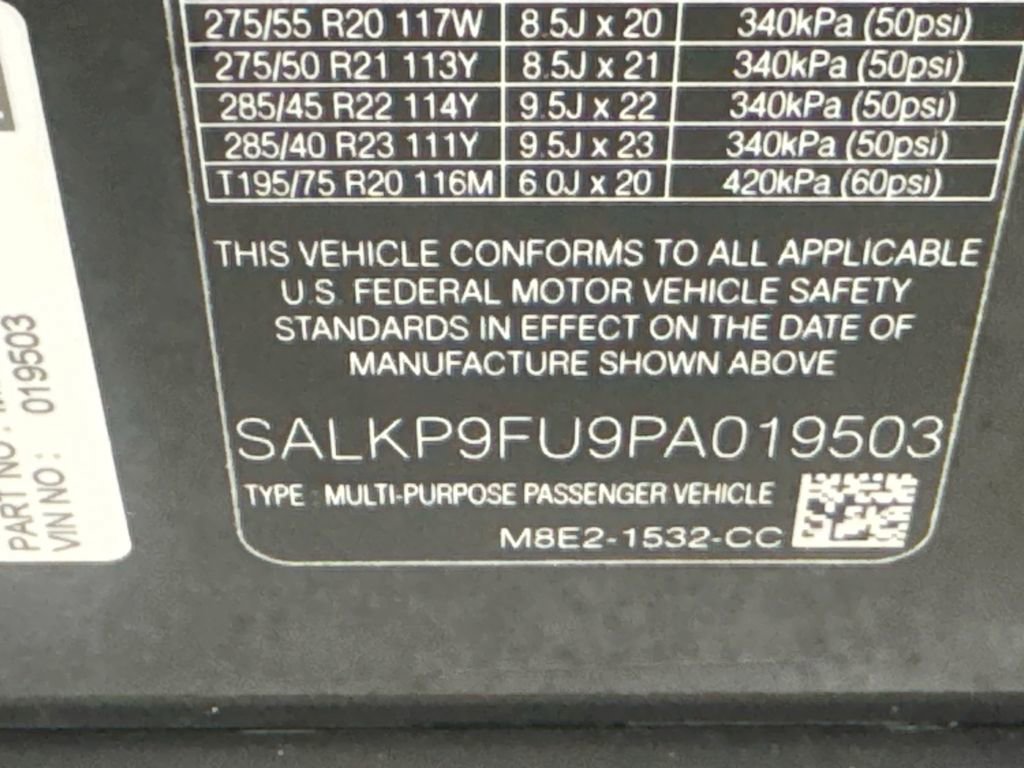 275/55 R20 117W 8.5J x 20 340kPa (50psi)
275/50 R21 113Y 8.5J x 21 340kPa (50psi)
285/45 R22 114Y 9.5J x 22 340kPa (50psi)
285/40 R23 111Y 9.5J x 23 340kPa (50psi)
T195/75 R20 116M 6.0J x 20 420kPa (60psi)
THIS VEHICLE CONFORMS TO ALL APPLICABLE
U.S. FEDERAL MOTOR VEHICLE SAFETY
STANDARDS IN EFFECT ON THE DATE OF
MANUFACTURE SHOWN ABOVE
SALKP9FU9PA019503
TYPE : MULTI-PURPOSE PASSENGER VEHICLE
M8E2-1532-CC
PART NO :
VIN NO : 019503